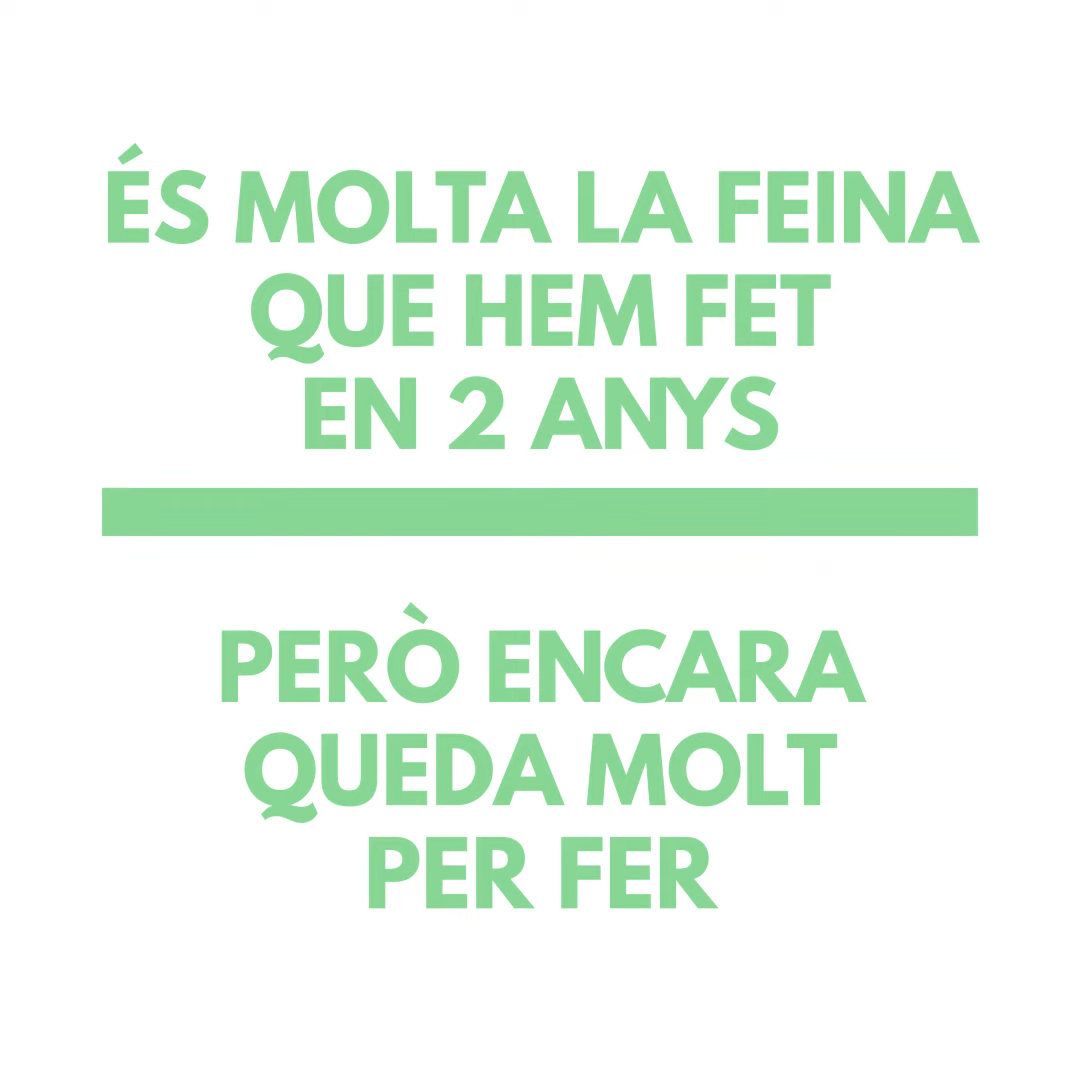 ÉS MOLTA LA FEINA
QUE HEM FET
EN 2 ANYS
PERÒ ENCARA
QUEDA MOLT
PER FER